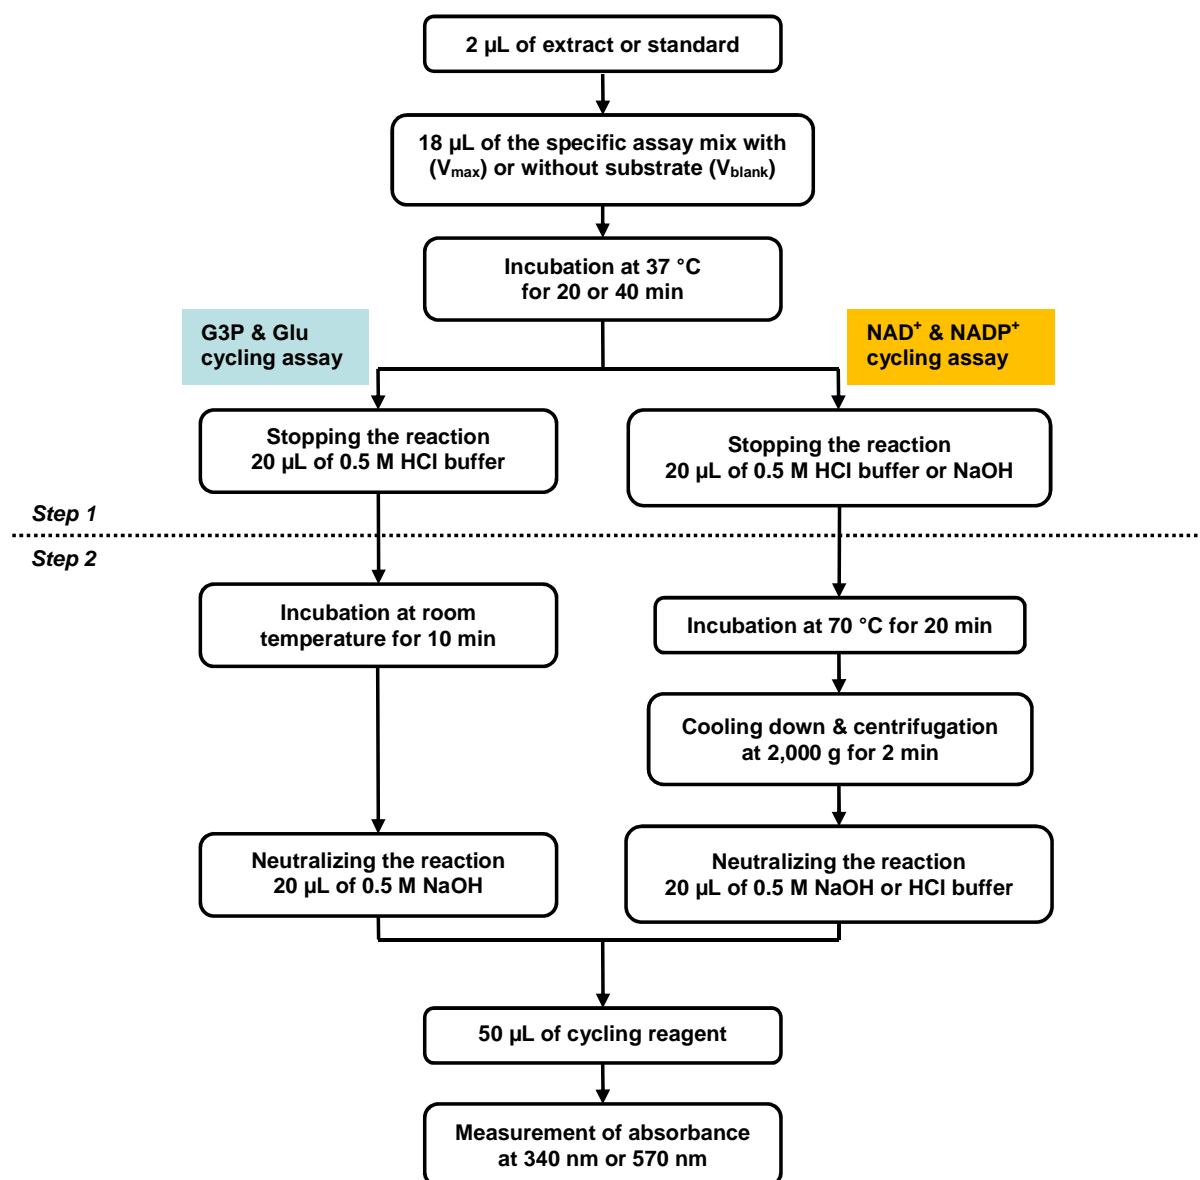 2 µL of extract or standard
18 µL of the specific assay mix with
(Vmax) or without substrate (Vblank)
Incubation at 37 °C
for 20 or 40 min
G3P & Glu
cycling assay
NAD+ & NADP+
cycling assay
Stopping the reaction
20 µL of 0.5 M HCl buffer
Stopping the reaction
20 µL of 0.5 M HCl buffer or NaOH
Step 1
Step 2
Incubation at room
temperature for 10 min
Incubation at 70 °C for 20 min
Cooling down & centrifugation
at 2,000 g for 2 min
Neutralizing the reaction
20 µL of 0.5 M NaOH
Neutralizing the reaction
20 µL of 0.5 M NaOH or HCl buffer
50 µL of cycling reagent
Measurement of absorbance
at 340 nm or 570 nm